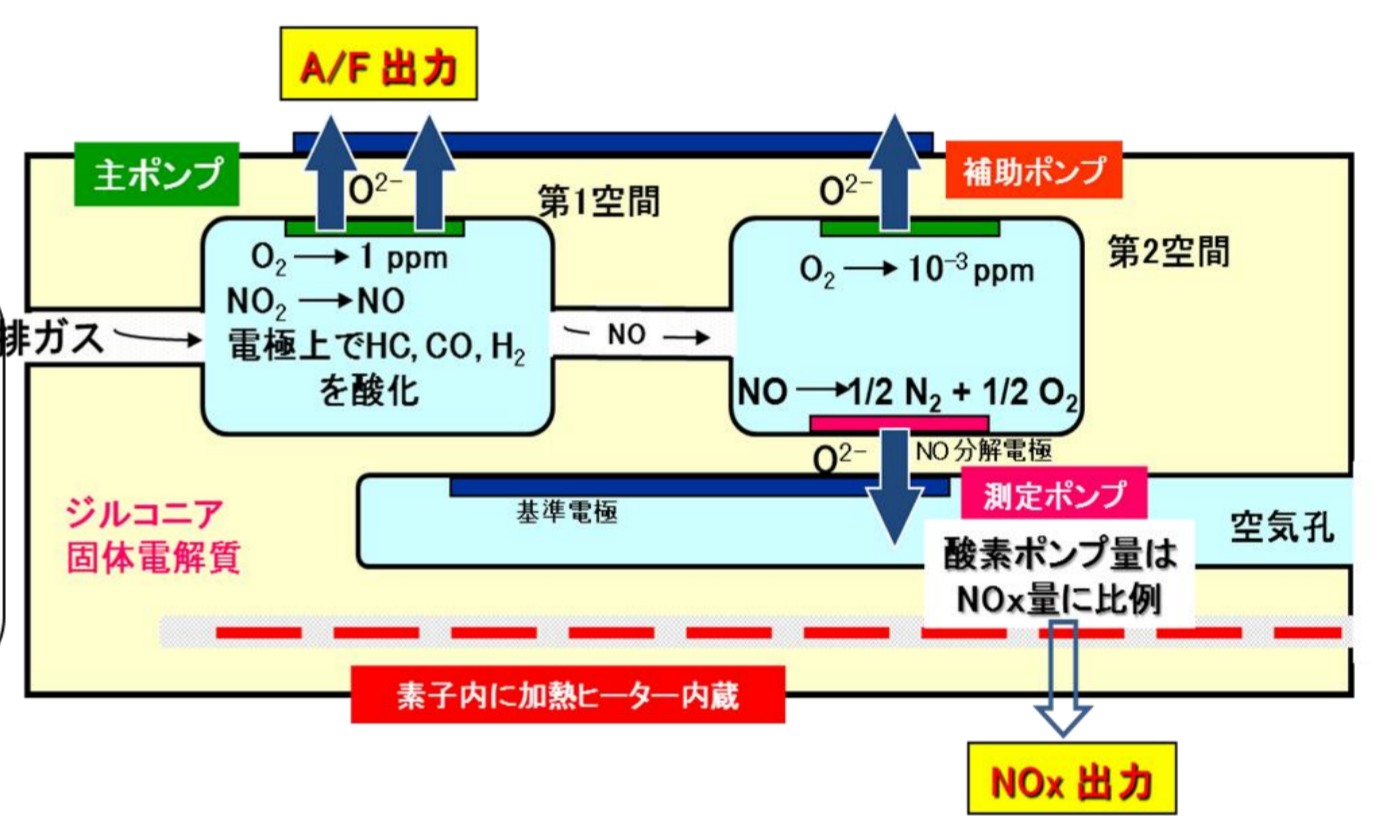 A/F 出力
主ポンプ
O²⁻
第1空間
O²⁻
補助ポンプ
第2空間
O₂ → 1 ppm
NO₂ → NO
電極上でHC, CO, H₂
を酸化
排ガス
NO →
O₂ → 10⁻³ ppm
NO → 1/2 N₂ + 1/2 O₂
O²⁻
NO分解電極
測定ポンプ
基準電極
空気孔
ジルコニア
固体電解質
酸素ポンプ量は
NOx量に比例
素子内に加熱ヒーター内蔵
NOx 出力